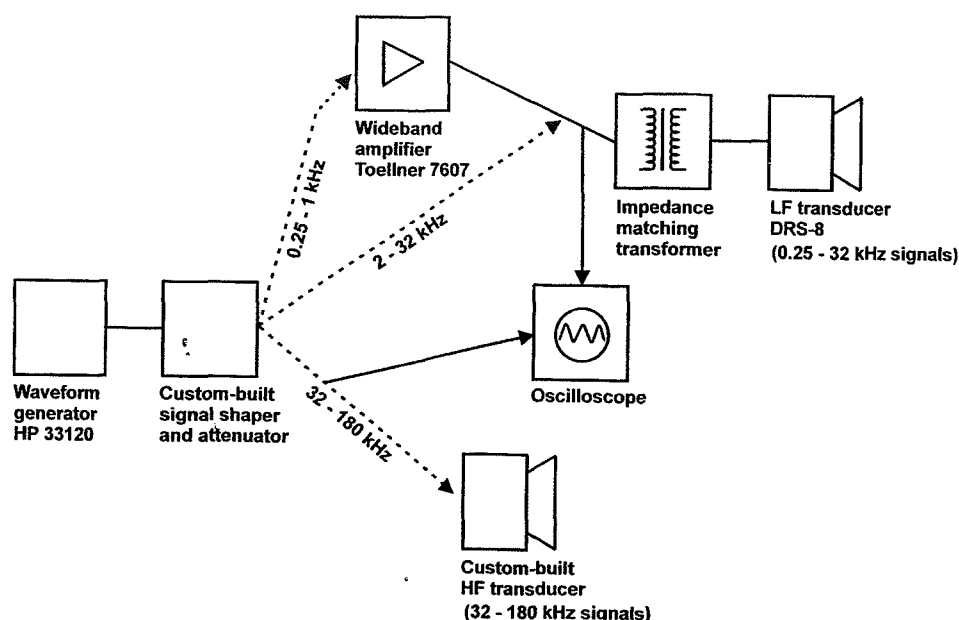 Wideband
amplifier
Toellner 7607
Impedance
matching
transformer
LF transducer
DRS-8
(0.25 - 32 kHz signals)
0.25 - 1 kHz
2 - 32 kHz
Waveform
generator
HP 33120
Custom-built
signal shaper
and attenuator
Oscilloscope
32 - 180 kHz
Custom-built
HF transducer
(32 - 180 kHz signals)